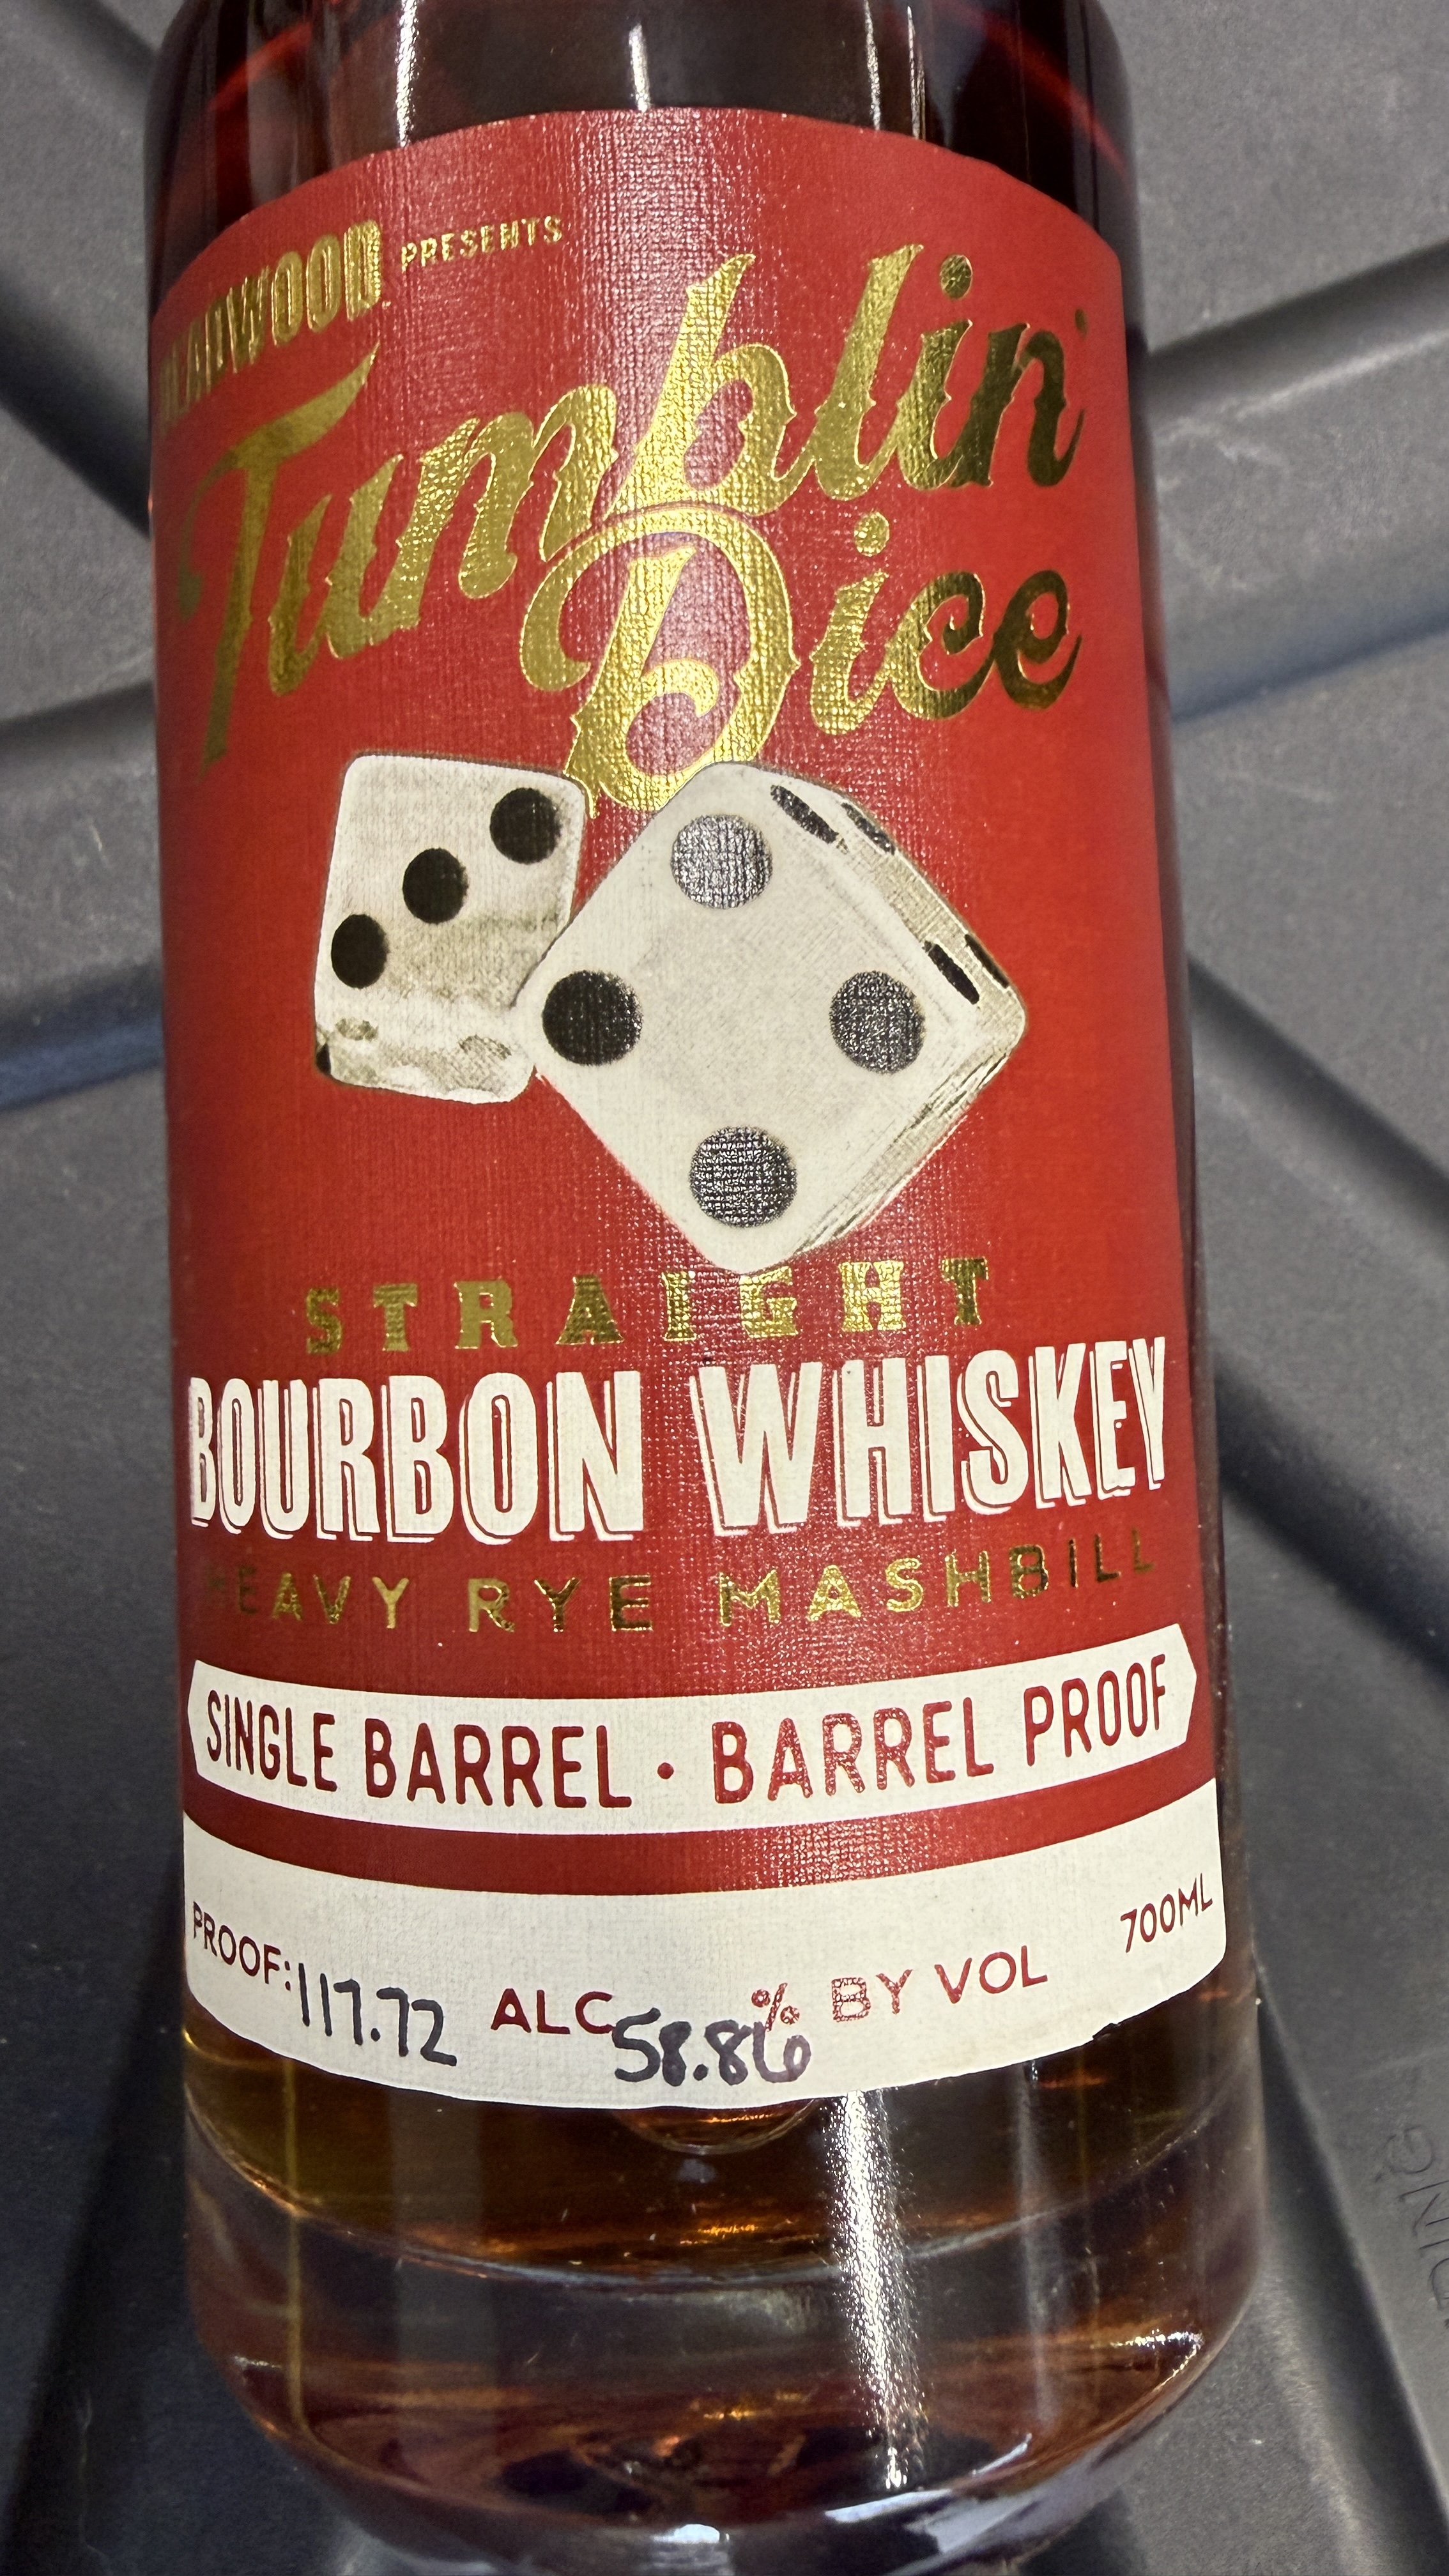 DEADWOOD PRESENTS
Tumblin'
Dice
STRAIGHT
BOURBON WHISKEY
HEAVY RYE MASHBILL
SINGLE BARREL · BARREL PROOF
PROOF: 117.72 ALC 58.86 % BY VOL 700ML